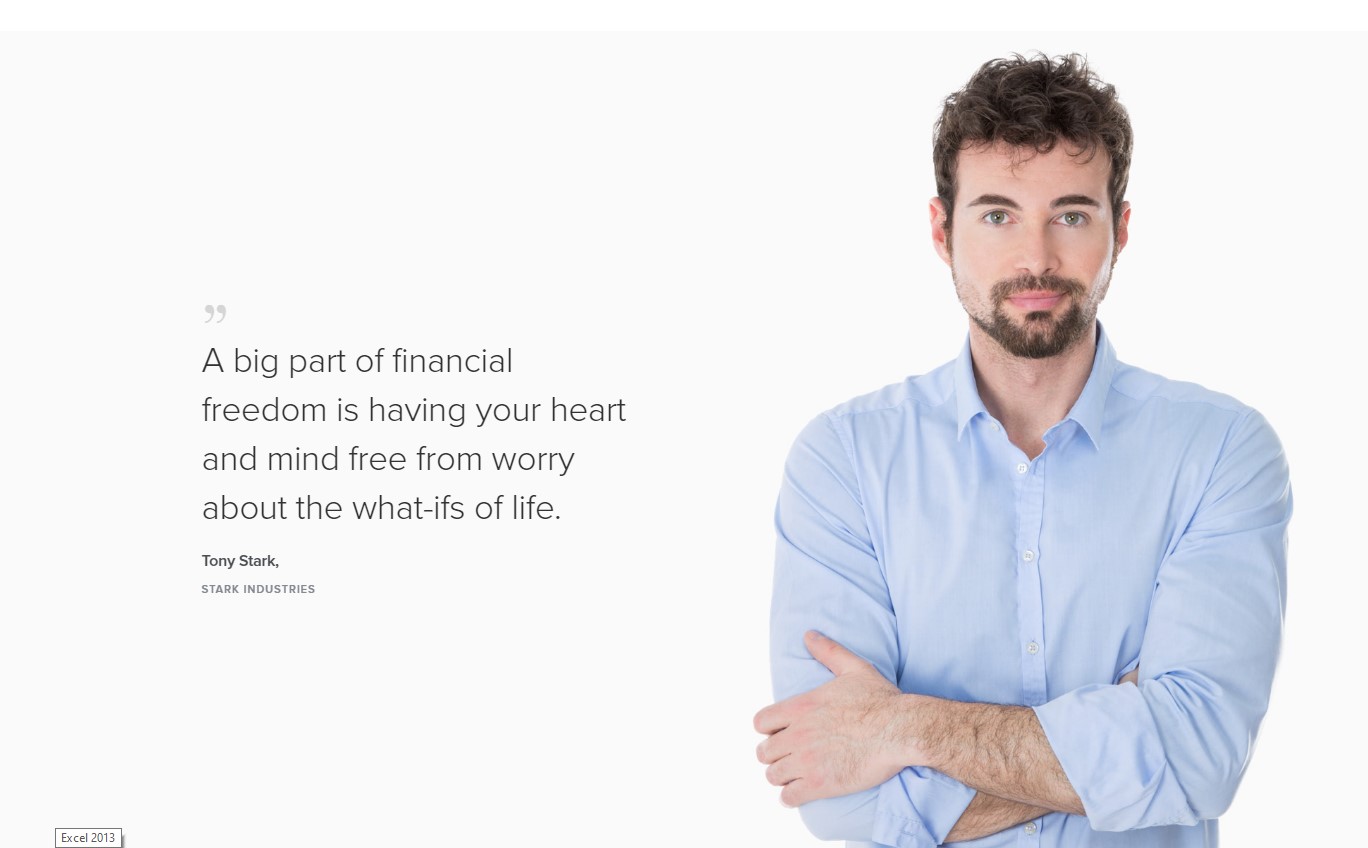 ”
A big part of financial
freedom is having your heart
and mind free from worry
about the what-ifs of life.
Tony Stark,
STARK INDUSTRIES
Excel 2013